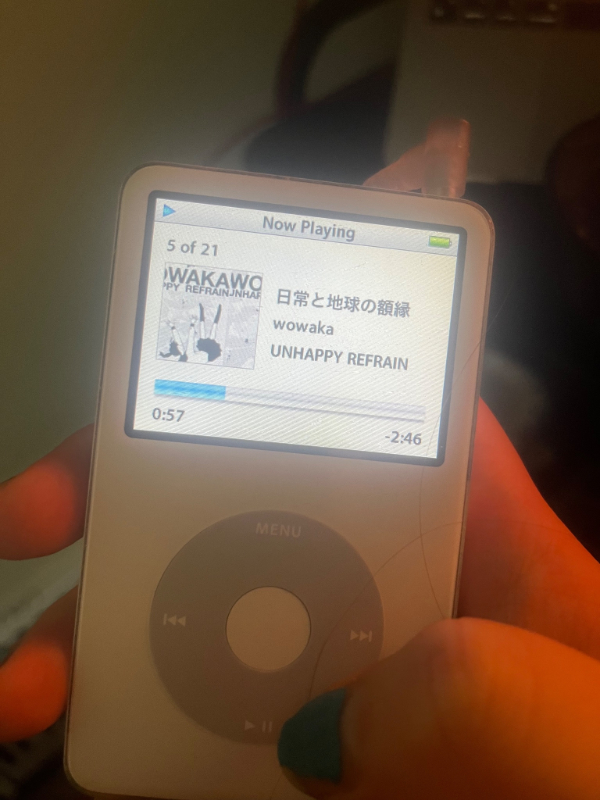 Now Playing
5 of 21
WAKAWO
PPY REFRAINUNHAP
日常と地球の額縁
wowaka
UNHAPPY REFRAIN
0:57
-2:46
MENU